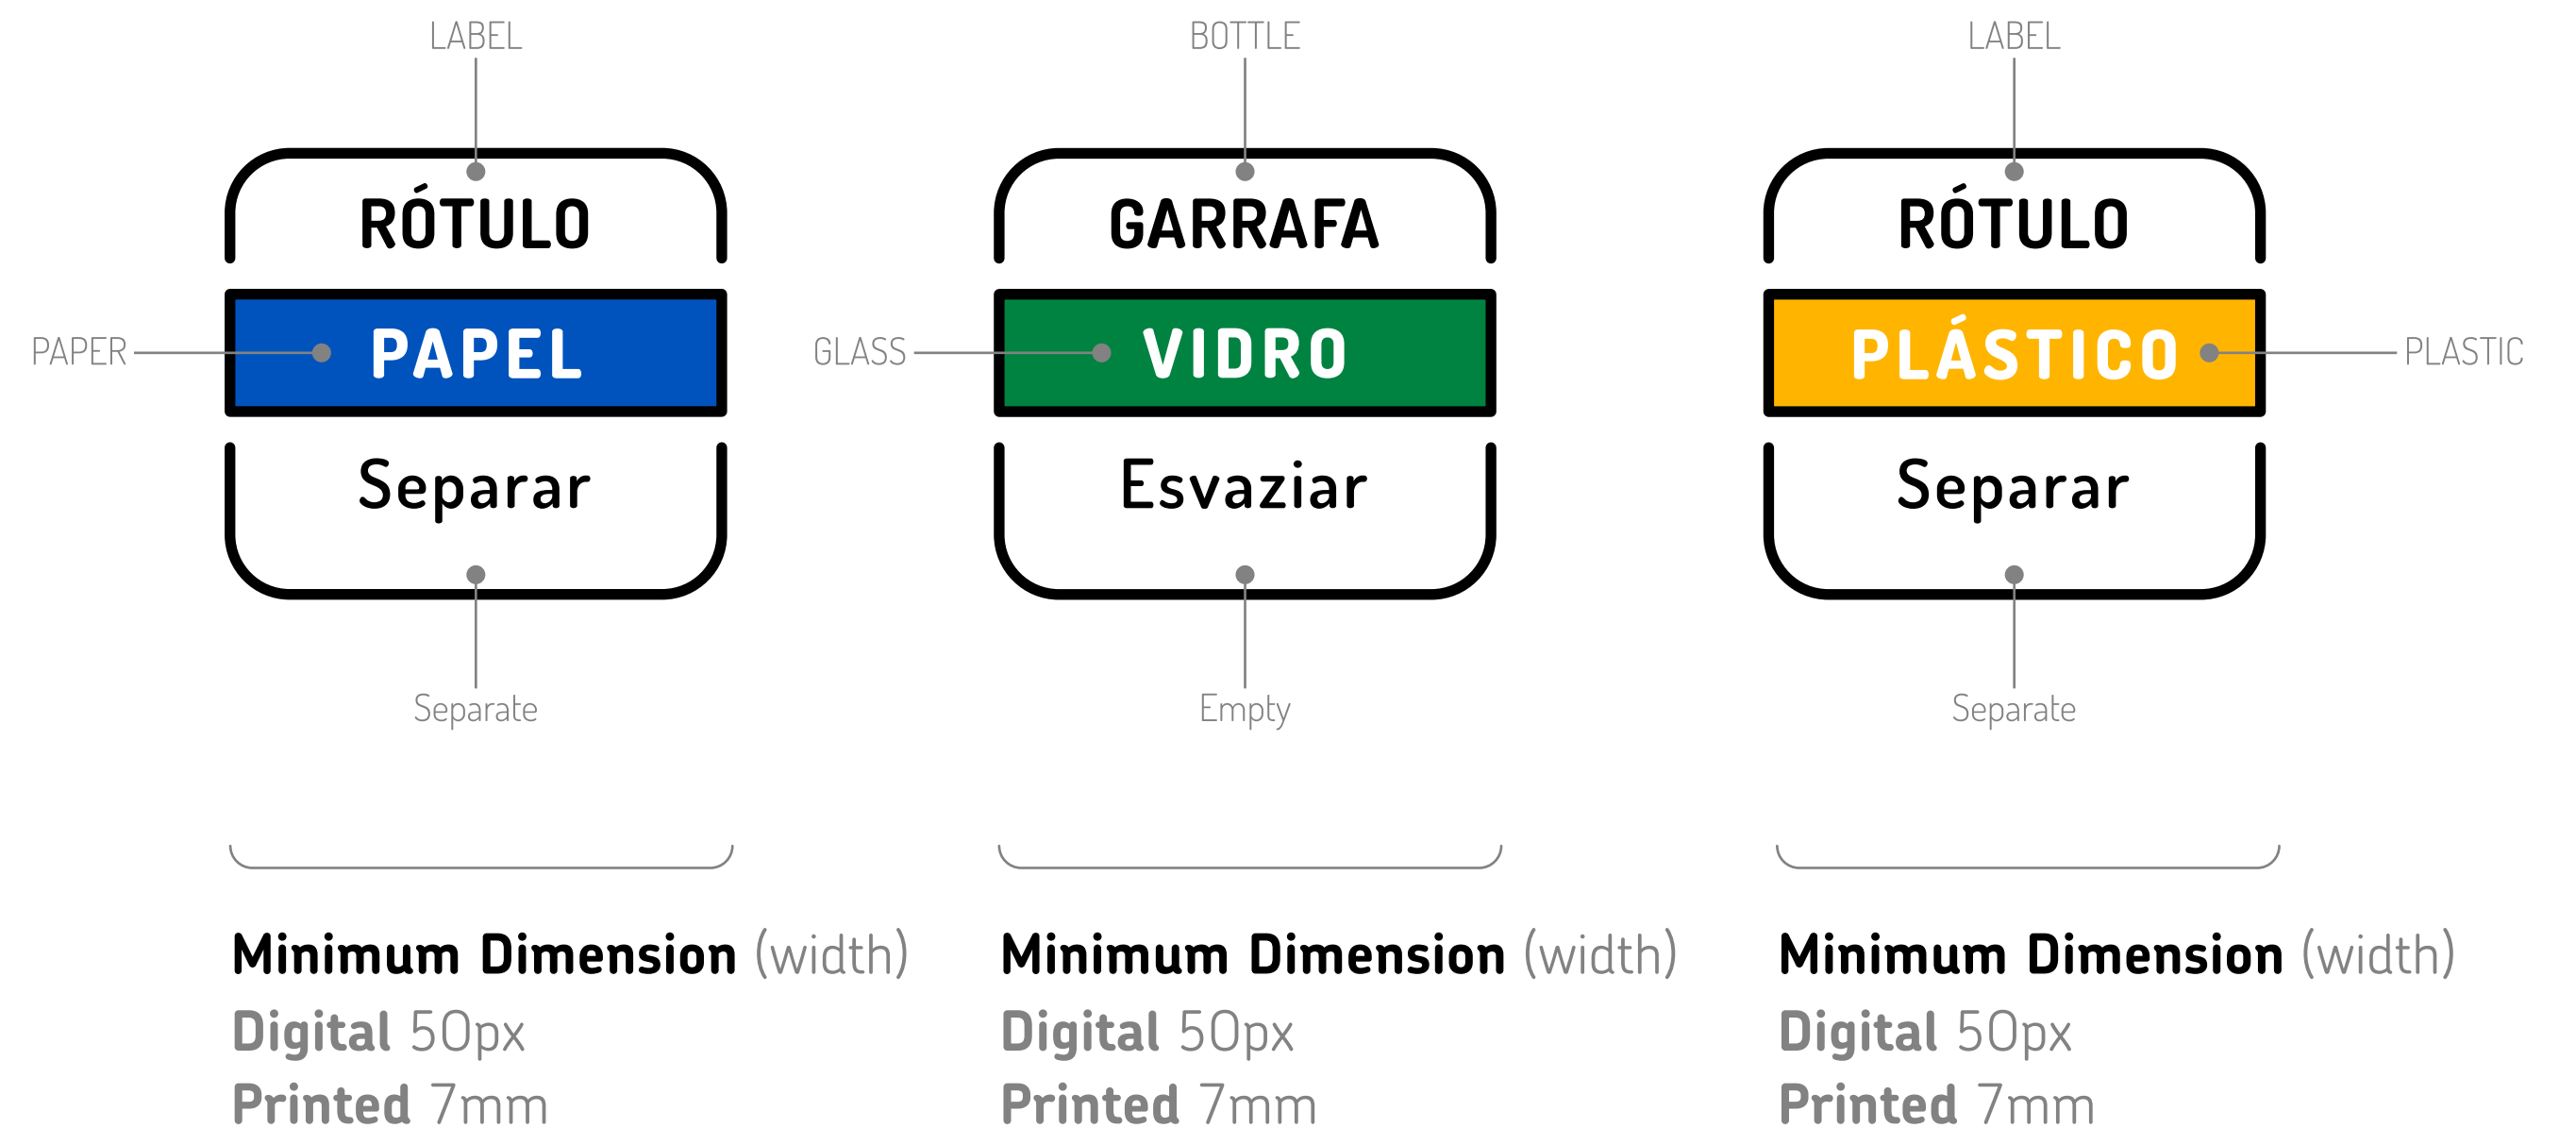 LABEL
BOTTLE
LABEL
RÓTULO
GARRAFA
RÓTULO
PAPER
PAPEL
GLASS
VIDRO
PLÁSTICO
PLASTIC
Separar
Esvaziar
Separar
Separate
Empty
Separate
Minimum Dimension (width)
Digital 50px
Printed 7mm
Minimum Dimension (width)
Digital 50px
Printed 7mm
Minimum Dimension (width)
Digital 50px
Printed 7mm